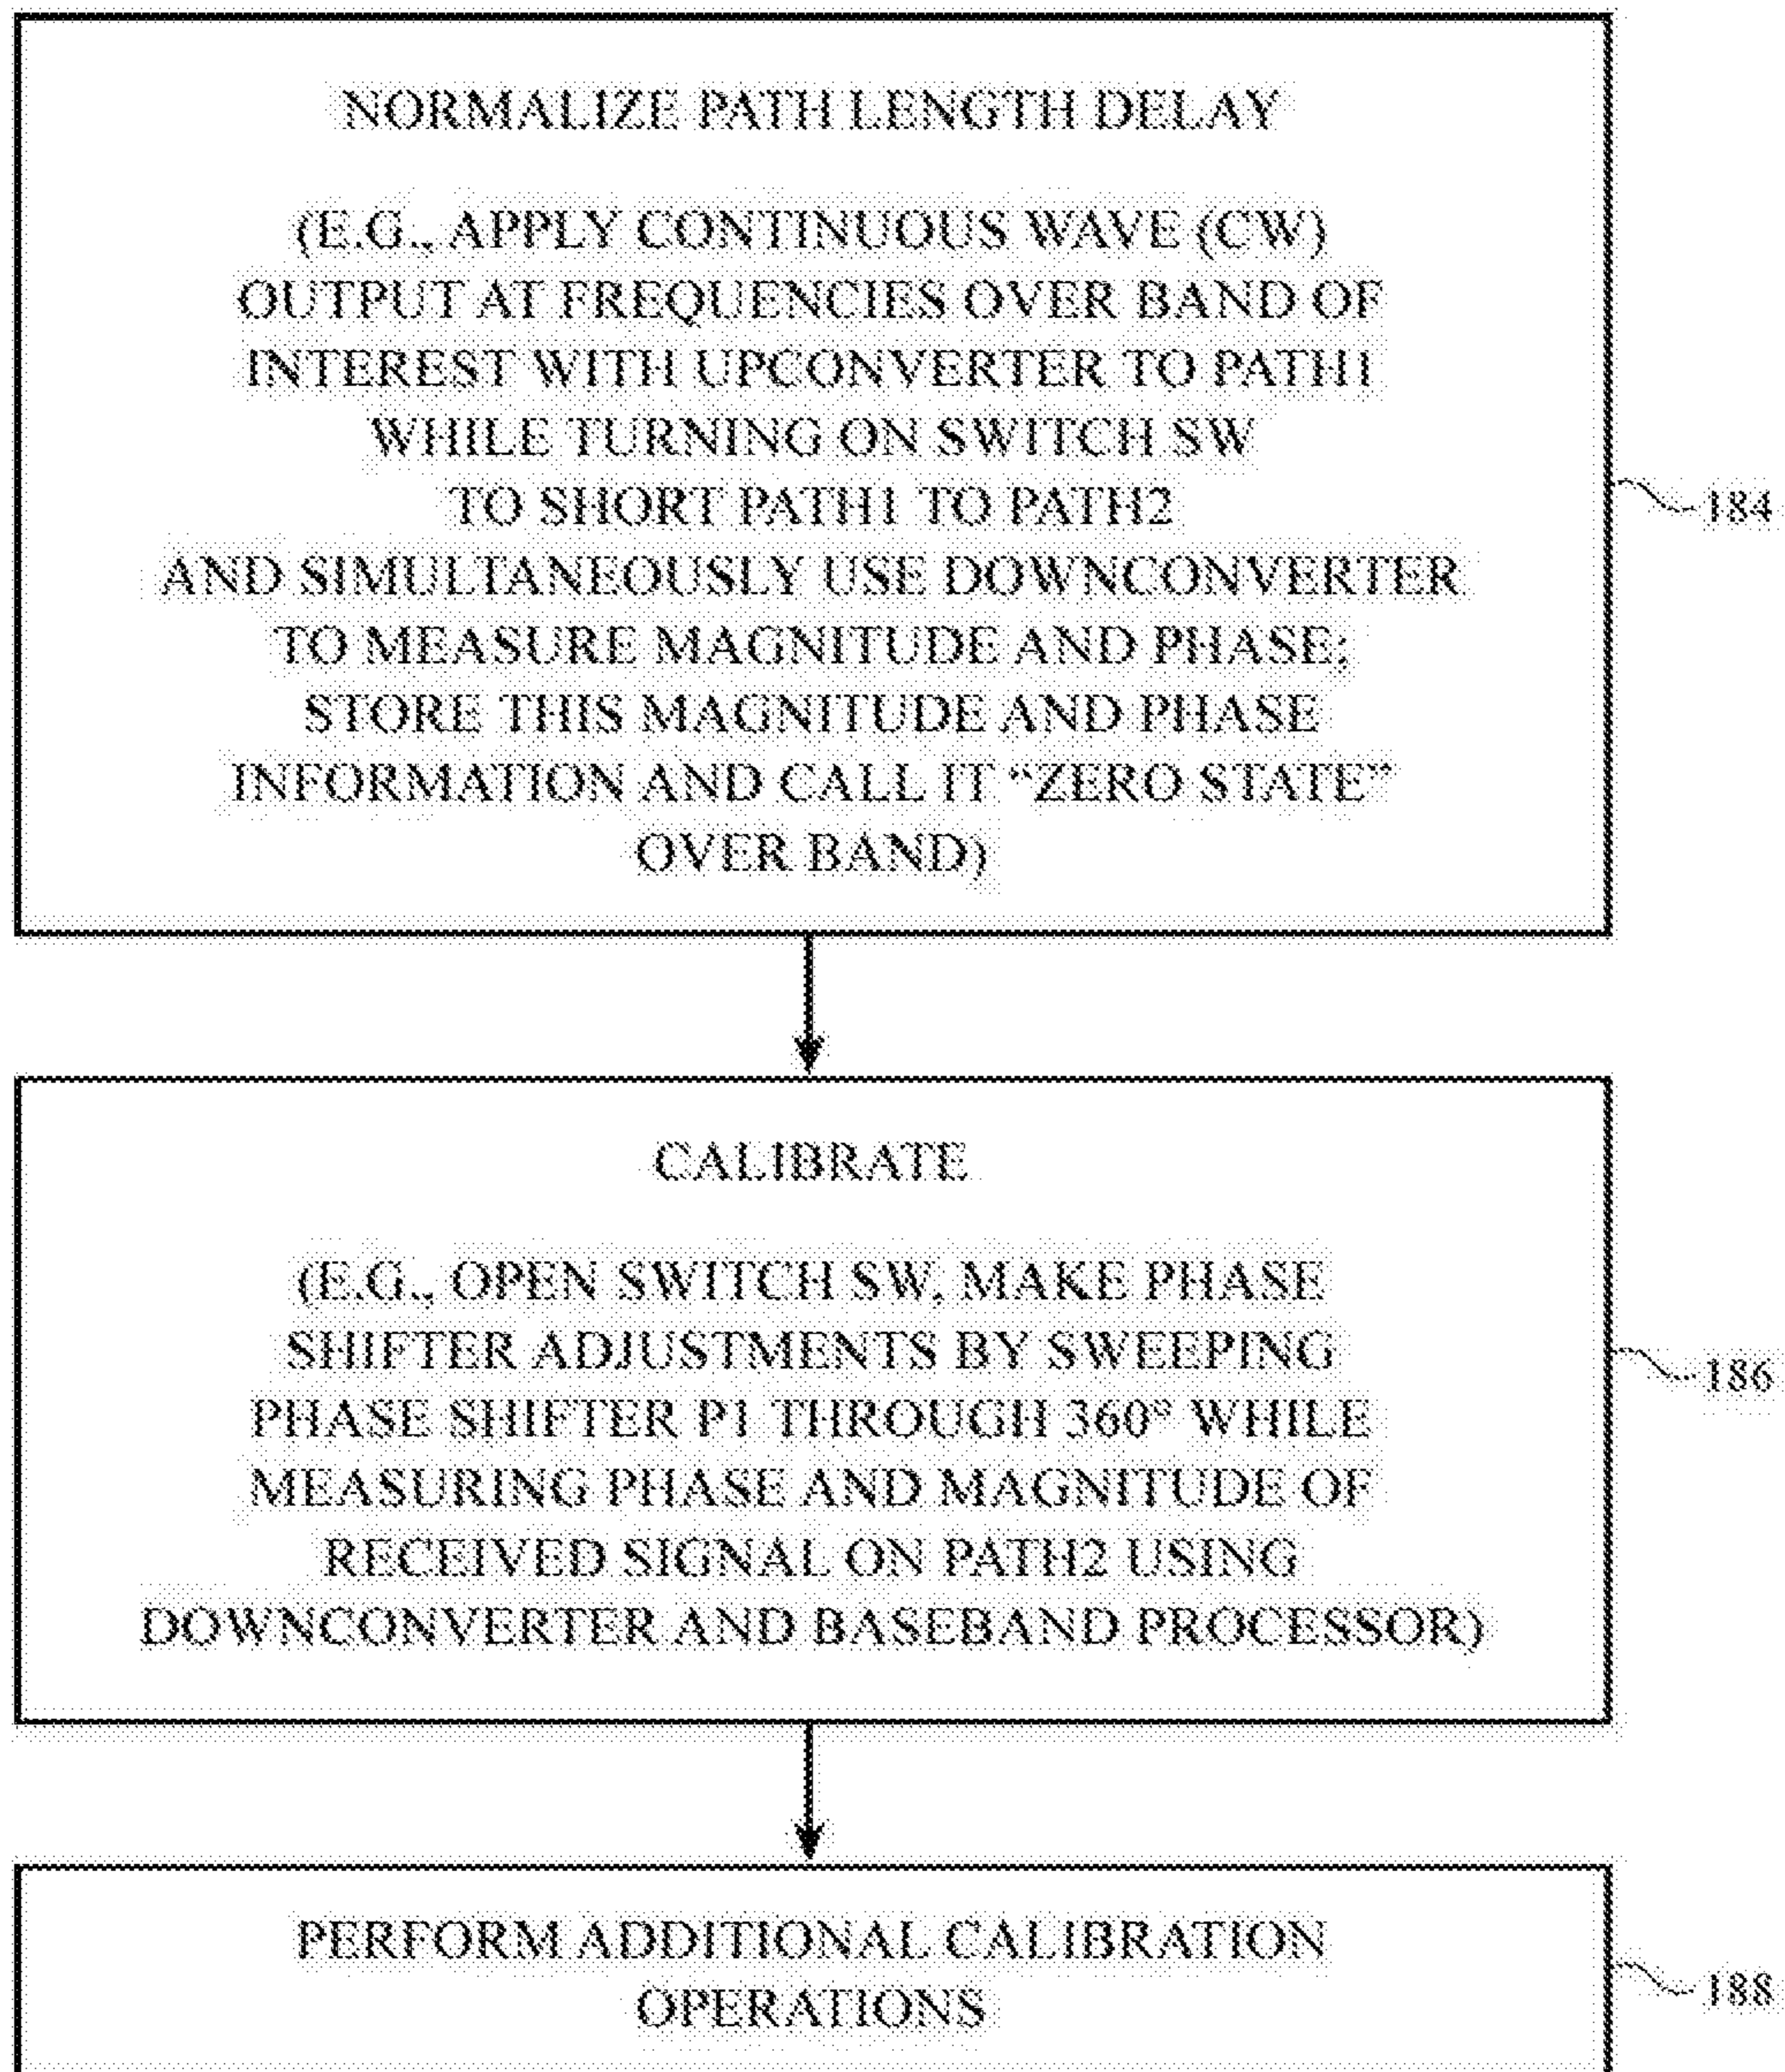 NORMALIZE PATH LENGTH DELAY
(E.G., APPLY CONTINUOUS WAVE (CW)
OUTPUT AT FREQUENCIES OVER BAND OF
INTEREST WITH UPCONVERTER TO PATH1
WHILE TURNING ON SWITCH SW
TO SHORT PATH1 TO PATH2
AND SIMULTANEOUSLY USE DOWNCONVERTER
TO MEASURE MAGNITUDE AND PHASE;
STORE THIS MAGNITUDE AND PHASE
INFORMATION AND CALL IT “ZERO STATE”
OVER BAND)
184
CALIBRATE
(E.G., OPEN SWITCH SW, MAKE PHASE
SHIFTER ADJUSTMENTS BY SWEEPING
PHASE SHIFTER P1 THROUGH 360° WHILE
MEASURING PHASE AND MAGNITUDE OF
RECEIVED SIGNAL ON PATH2 USING
DOWNCONVERTER AND BASEBAND PROCESSOR)
186
PERFORM ADDITIONAL CALIBRATION
OPERATIONS
188